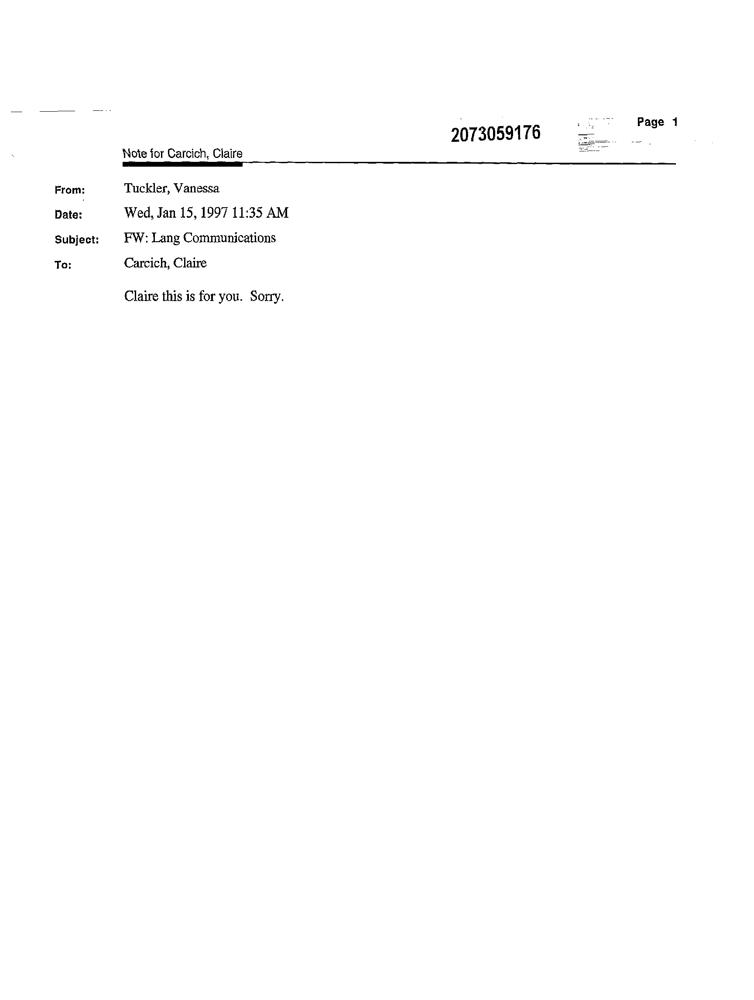 2073059176
Page 1
Note for Carcich, Claire
From: Tuckler, Vanessa
Date: Wed, Jan 15, 1997 11:35 AM
Subject: FW: Lang Communications
To: Carcich, Claire
Claire this is for you. Sorry.